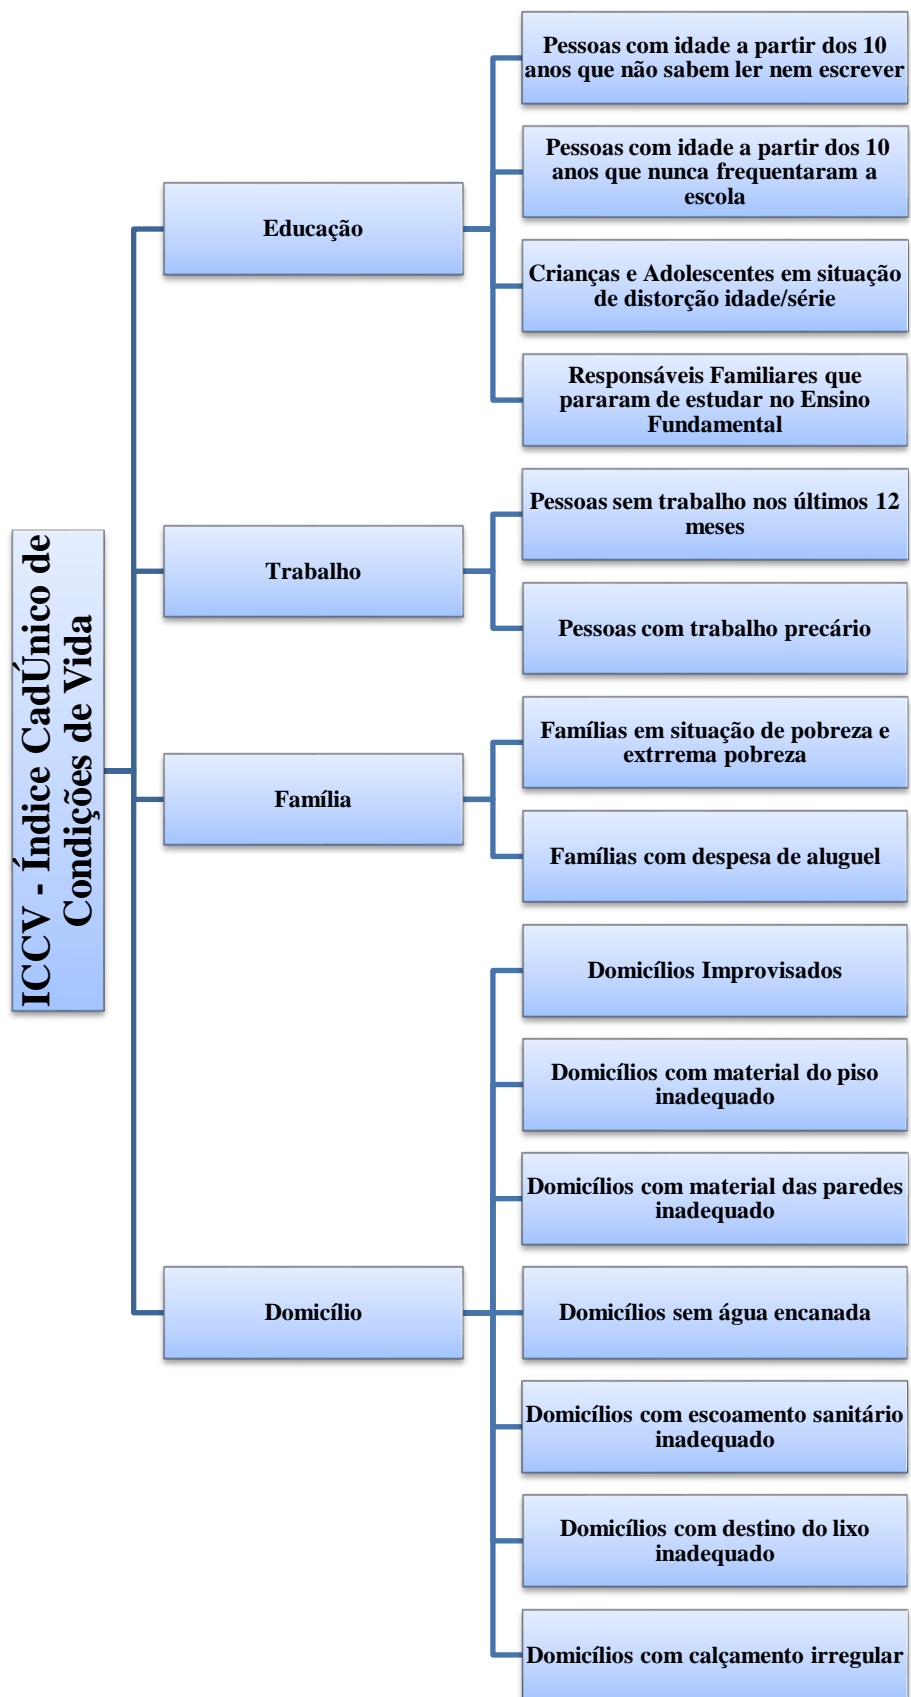 ICCV - Índice CadÚnico de
Condições de Vida
Educação
Pessoas com idade a partir dos 10
anos que não sabem ler nem escrever
Pessoas com idade a partir dos 10
anos que nunca frequentaram a
escola
Crianças e Adolescentes em situação
de distorção idade/série
Responsáveis Familiares que
pararam de estudar no Ensino
Fundamental
Trabalho
Pessoas sem trabalho nos últimos 12
meses
Pessoas com trabalho precário
Família
Famílias em situação de pobreza e
extrrema pobreza
Famílias com despesa de aluguel
Domicílio
Domicílios Improvisados
Domicílios com material do piso
inadequado
Domicílios com material das paredes
inadequado
Domicílios sem água encanada
Domicílios com escoamento sanitário
inadequado
Domicílios com destino do lixo
inadequado
Domicílios com calçamento irregular